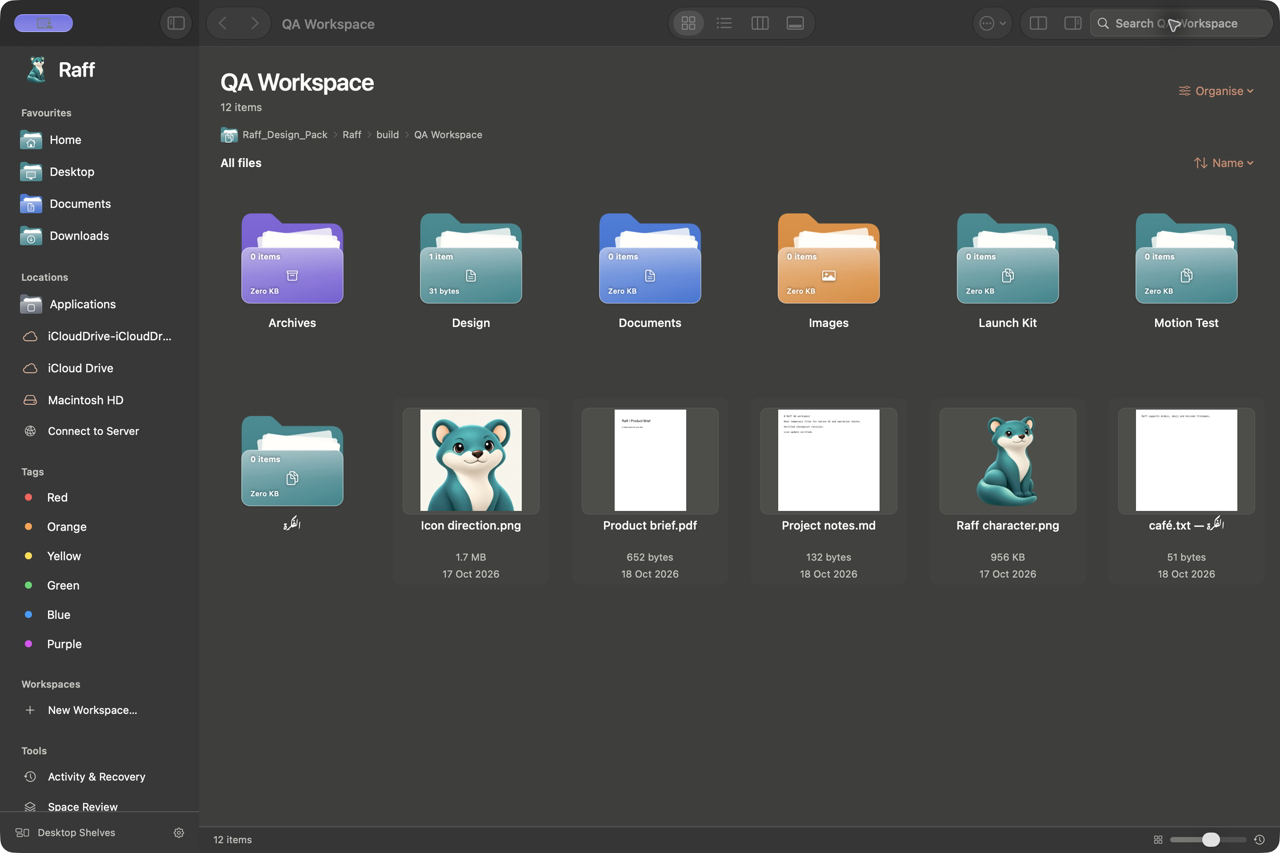 QA Workspace
Search QA Workspace
Raff
Favourites
Home
Desktop
Documents
Downloads
Locations
Applications
iCloudDrive-iCloudDr...
iCloud Drive
Macintosh HD
Connect to Server
Tags
Red
Orange
Yellow
Green
Blue
Purple
Workspaces
New Workspace...
Tools
Activity & Recovery
Space Review
Desktop Shelves
QA Workspace
12 items
Organise
Raff_Design_Pack > Raff > build > QA Workspace
All files
Name
0 items
Zero KB
Archives
1 item
31 bytes
Design
0 items
Zero KB
Documents
0 items
Zero KB
Images
0 items
Zero KB
Launch Kit
0 items
Zero KB
Motion Test
0 items
Zero KB
Icon direction.png
1.7 MB
17 Oct 2026
Raff | Product Brief
Product brief.pdf
652 bytes
18 Oct 2026
Project notes.md
132 bytes
18 Oct 2026
Raff character.png
956 KB
17 Oct 2026
café.txt —
51 bytes
18 Oct 2026
12 items